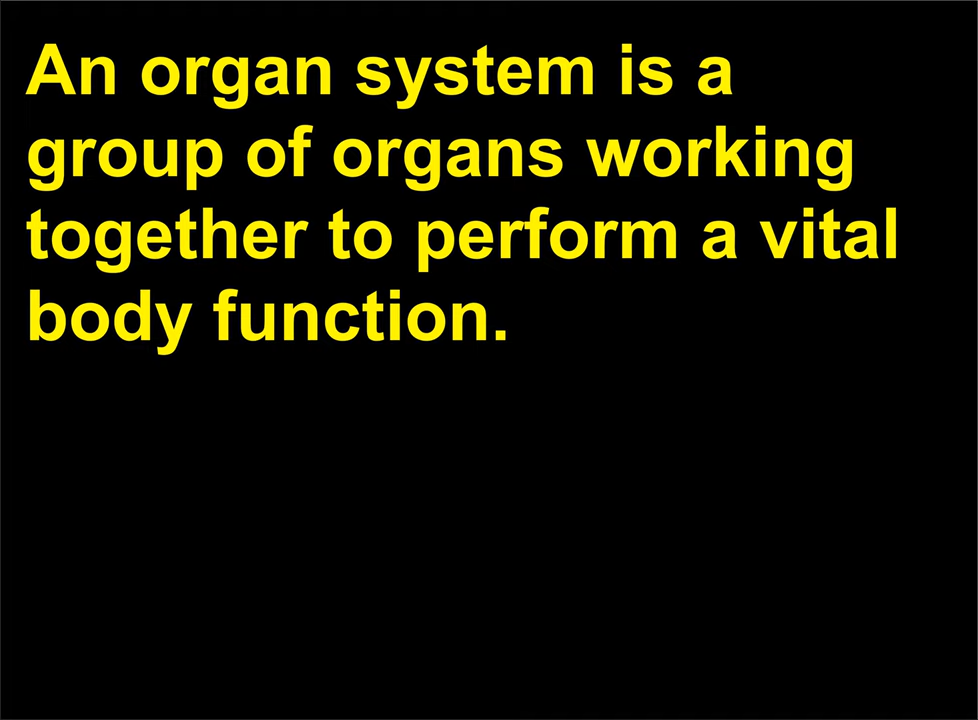 An organ system is a
group of organs working
together to perform a vital
body function.